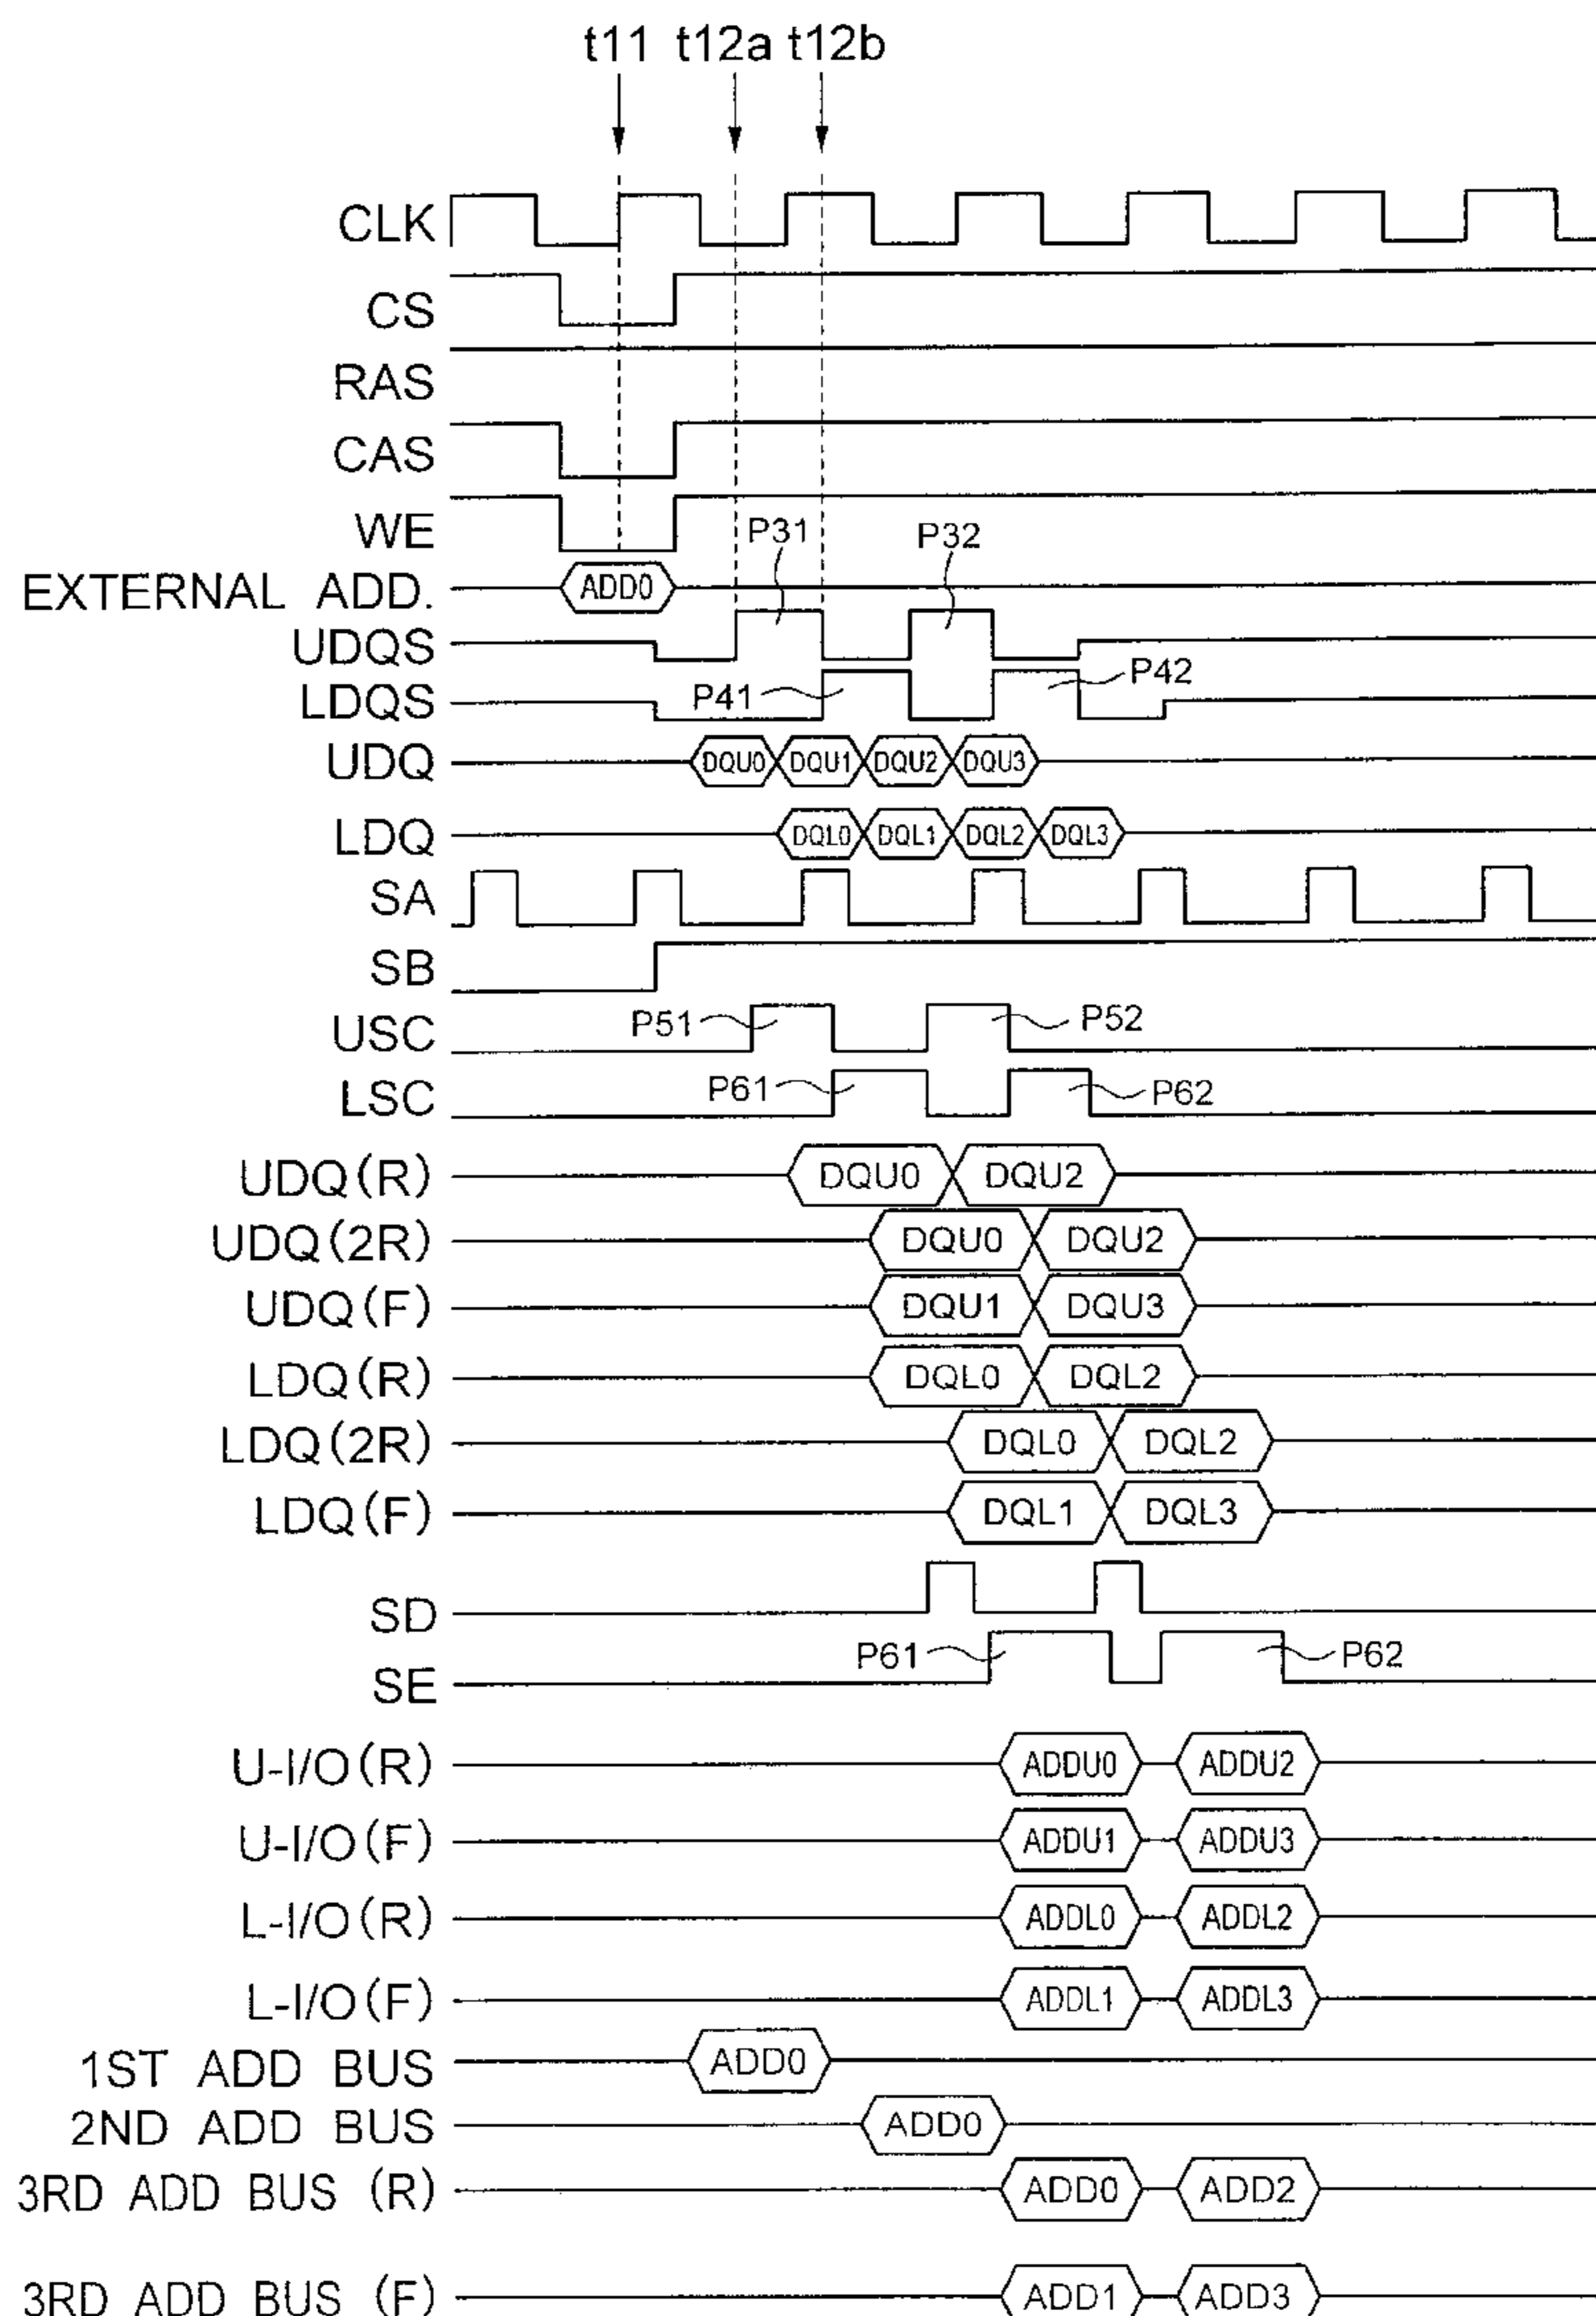 t11 t12a t12b
CLK
CS
RAS
CAS
WE
P31 P32
EXTERNAL ADD. ADD0
UDQS
LDQS P41 P42
UDQ DQU0 DQU1 DQU2 DQU3
LDQ DQL0 DQL1 DQL2 DQL3
SA
SB
USC P51 P52
LSC P61 P62
UDQ(R) DQU0 DQU2
UDQ(2R) DQU0 DQU2
UDQ(F) DQU1 DQU3
LDQ(R) DQL0 DQL2
LDQ(2R) DQL0 DQL2
LDQ(F) DQL1 DQL3
SD
SE P61 P62
U-I/O(R) ADDU0 ADDU2
U-I/O(F) ADDU1 ADDU3
L-I/O(R) ADDL0 ADDL2
L-I/O(F) ADDL1 ADDL3
1ST ADD BUS ADD0
2ND ADD BUS ADD0
3RD ADD BUS (R) ADD0 ADD2
3RD ADD BUS (F) ADD1 ADD3